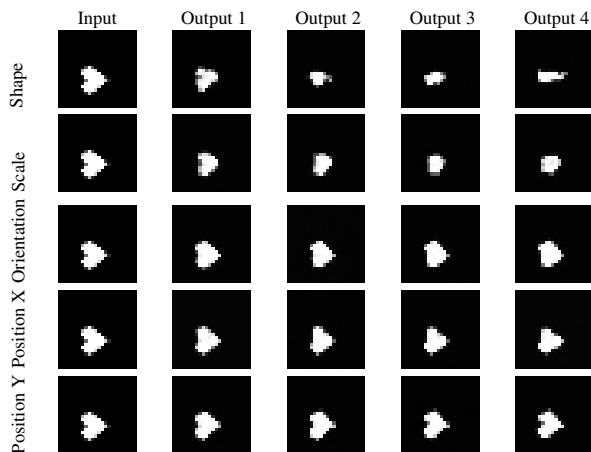 Input Output 1 Output 2 Output 3 Output 4
Shape
Scale
Orientation
Position X
Position Y